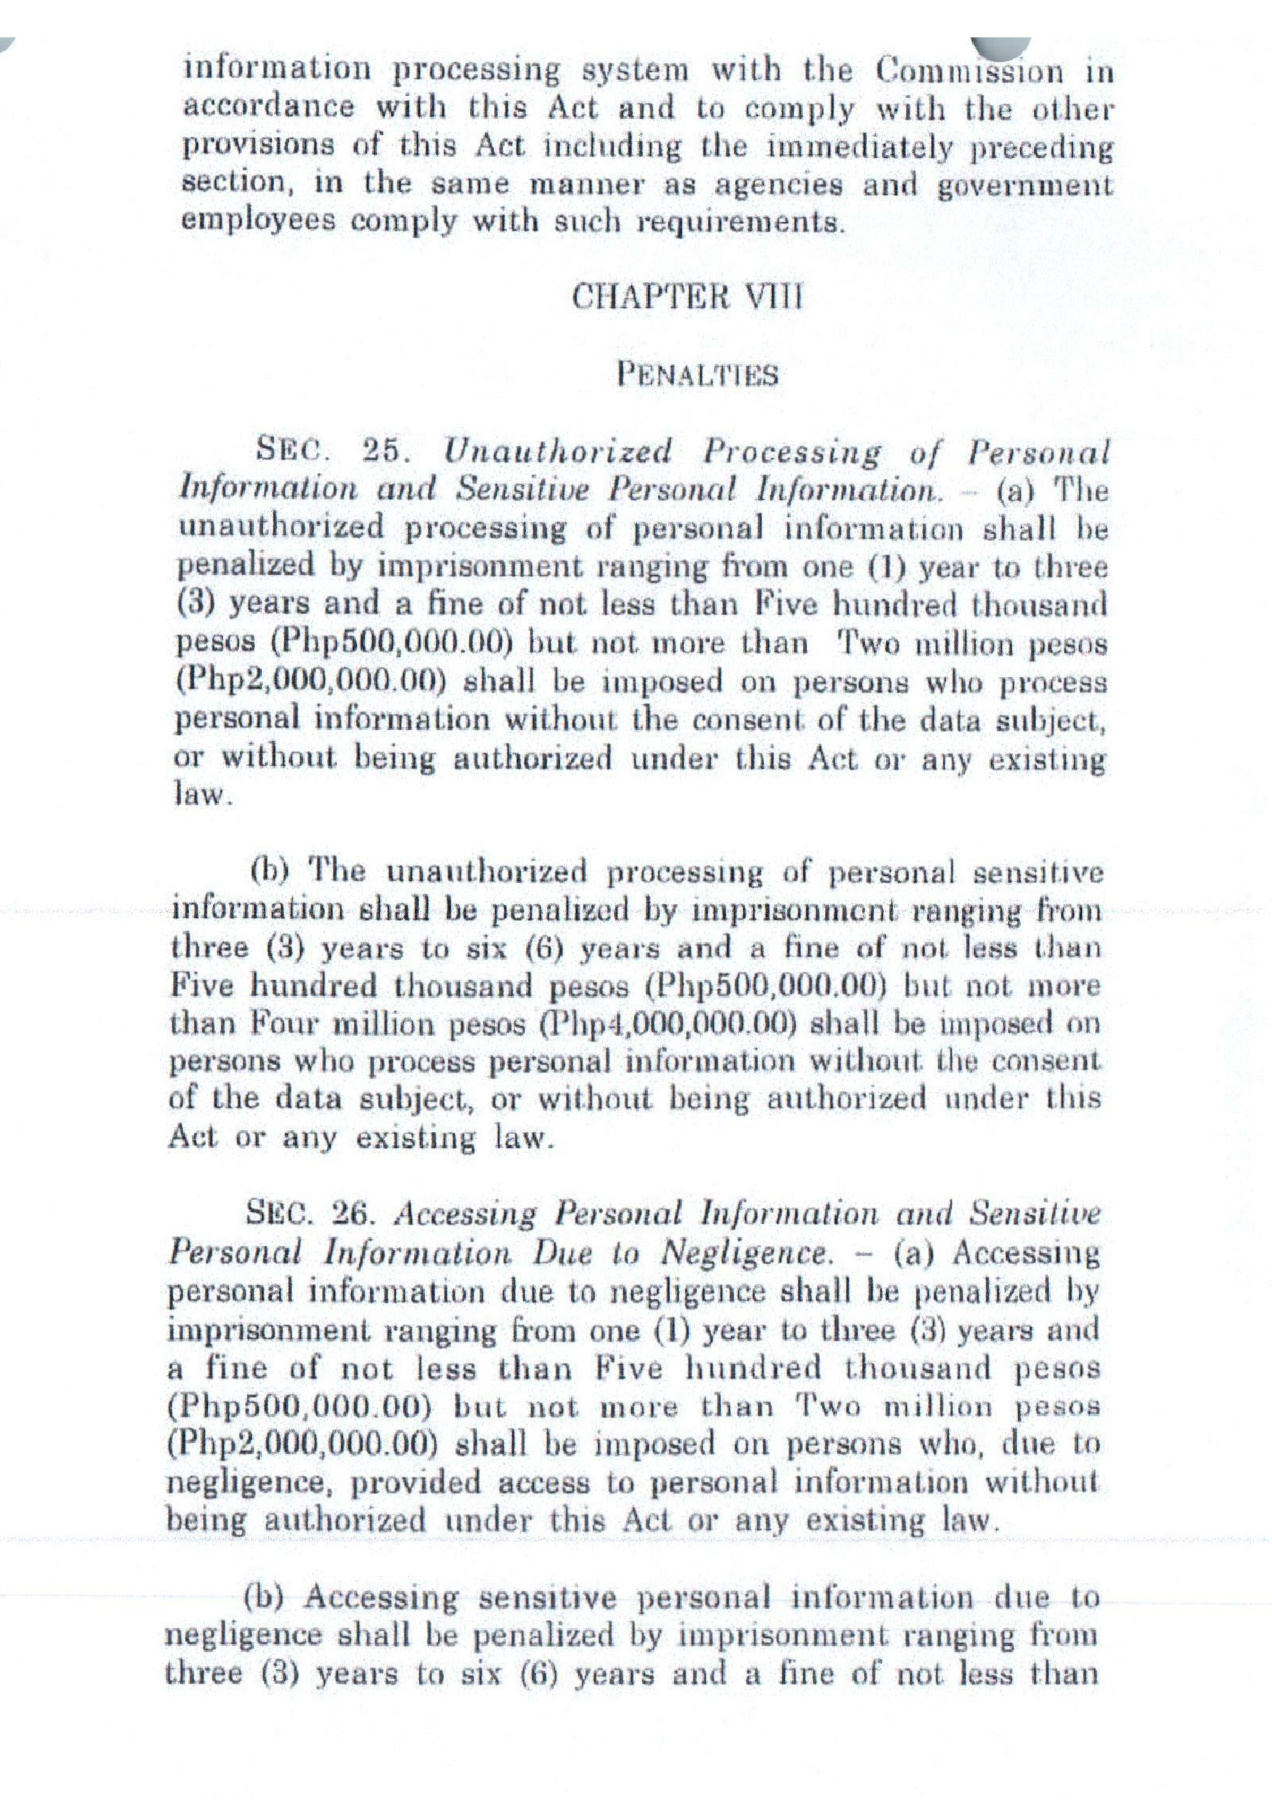 information processing system with the Commission in
accordance with this Act and to comply with the other
provisions of this Act including the immediately preceding
section, in the same manner as agencies and government
employees comply with such requirements.
CHAPTER VIII
PENALTIES
SEC. 25. Unauthorized Processing of Personal
Information and Sensitive Personal Information. – (a) The
unauthorized processing of personal information shall be
penalized by imprisonment ranging from one (1) year to three
(3) years and a fine of not less than Five hundred thousand
pesos (Php500,000.00) but not more than Two million pesos
(Php2,000,000.00) shall be imposed on persons who process
personal information without the consent of the data subject,
or without being authorized under this Act or any existing
law.
(b) The unauthorized processing of personal sensitive
information shall be penalized by imprisonment ranging from
three (3) years to six (6) years and a fine of not less than
Five hundred thousand pesos (Php500,000.00) but not more
than Four million pesos (Php4,000,000.00) shall be imposed on
persons who process personal information without the consent
of the data subject, or without being authorized under this
Act or any existing law.
SEC. 26. Accessing Personal Information and Sensitive
Personal Information Due to Negligence. – (a) Accessing
personal information due to negligence shall be penalized by
imprisonment ranging from one (1) year to three (3) years and
a fine of not less than Five hundred thousand pesos
(Php500,000.00) but not more than Two million pesos
(Php2,000,000.00) shall be imposed on persons who, due to
negligence, provided access to personal information without
being authorized under this Act or any existing law.
(b) Accessing sensitive personal information due to
negligence shall be penalized by imprisonment ranging from
three (3) years to six (6) years and a fine of not less than